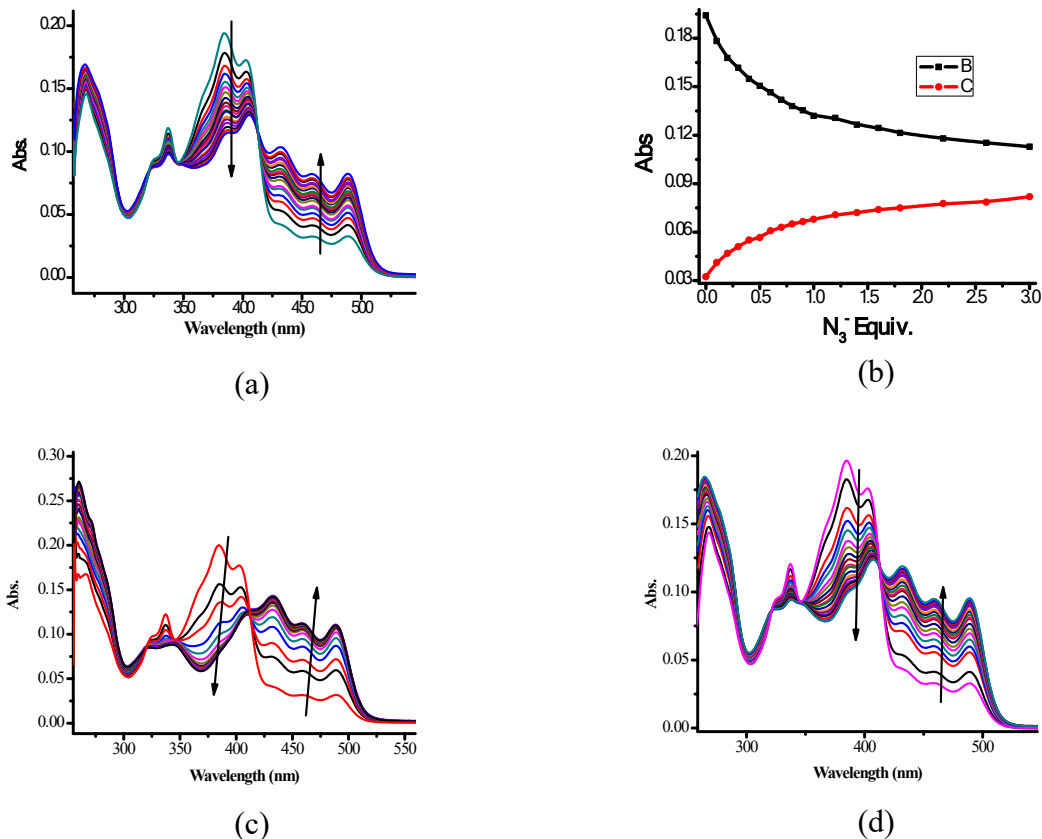 0.20
0.15
0.10
0.05
0.00
Abs.
300 350 400 450 500
Wavelength (nm)
(a)
0.18
0.15
0.12
0.09
0.06
0.03
Abs
B
C
0.0 0.5 1.0 1.5 2.0 2.5 3.0
N₃⁻ Equiv.
(b)
0.30
0.25
0.20
0.15
0.10
0.05
0.00
Abs.
300 350 400 450 500 550
Wavelength (nm)
(c)
0.20
0.15
0.10
0.05
0.00
Abs.
300 400 500
Wavelength (nm)
(d)